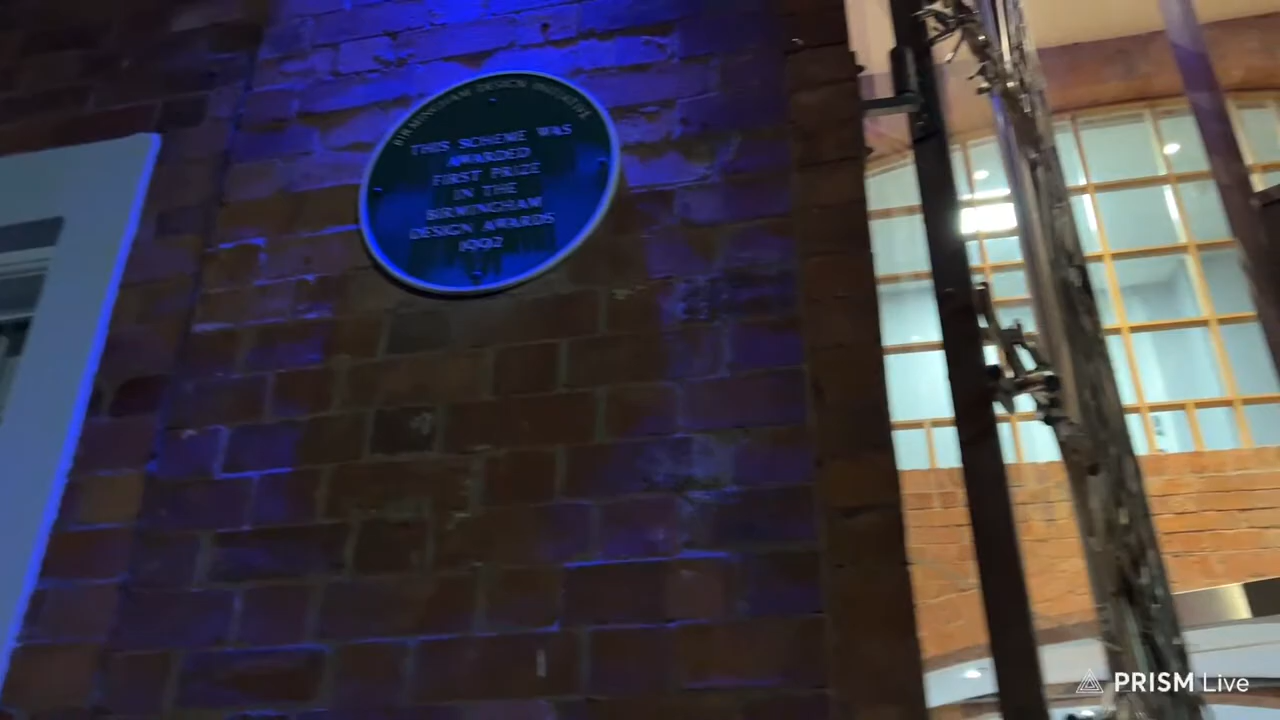 BIRMINGHAM DESIGN INITIATIVE
THIS SCHEME WAS
AWARDED
FIRST PRIZE
IN THE
BIRMINGHAM
DESIGN AWARDS
1992
PRISM Live